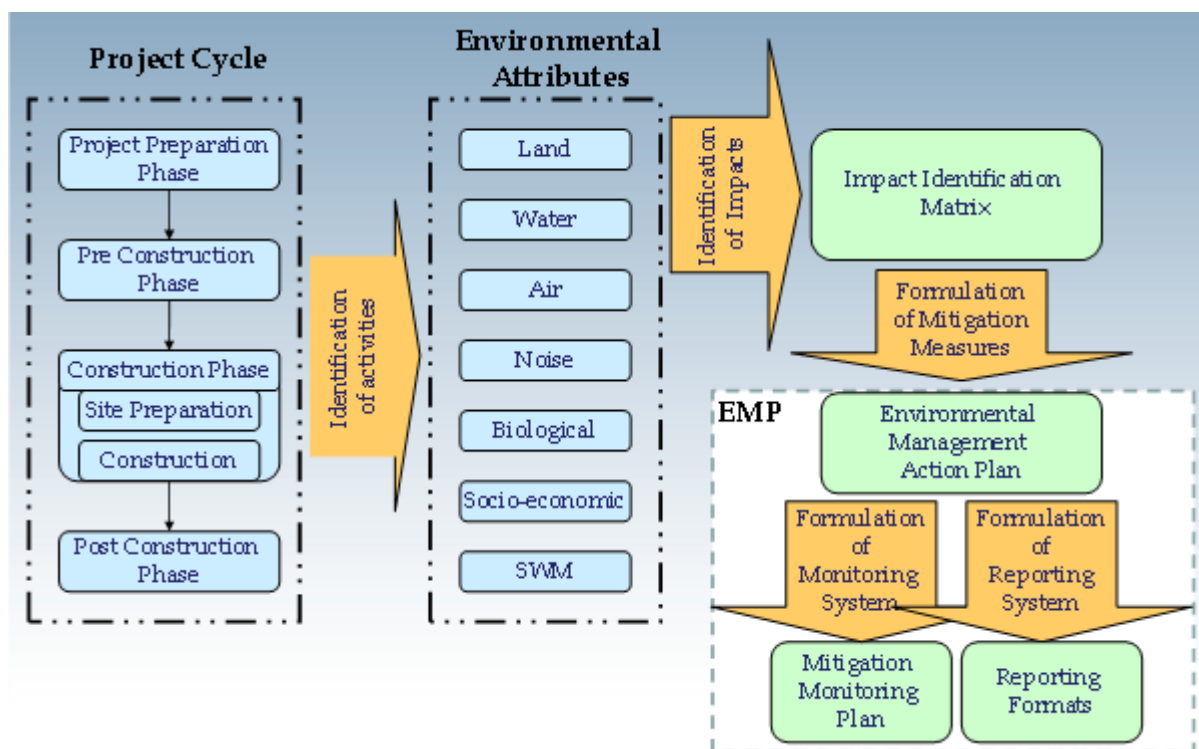 Project Cycle
Project Preparation
Phase
Pre Construction
Phase
Construction Phase
Site Preparation
Construction
Post Construction
Phase
Identification
of activities
Environmental
Attributes
Land
Water
Air
Noise
Biological
Socio-economic
SWM
Identification
of Impacts
Impact Identification
Matrix
Formulation
of Mitigation
Measures
EMP
Environmental
Management
Action Plan
Formulation
of
Monitoring
System
Formulation
of
Reporting
System
Mitigation
Monitoring
Plan
Reporting
Formats